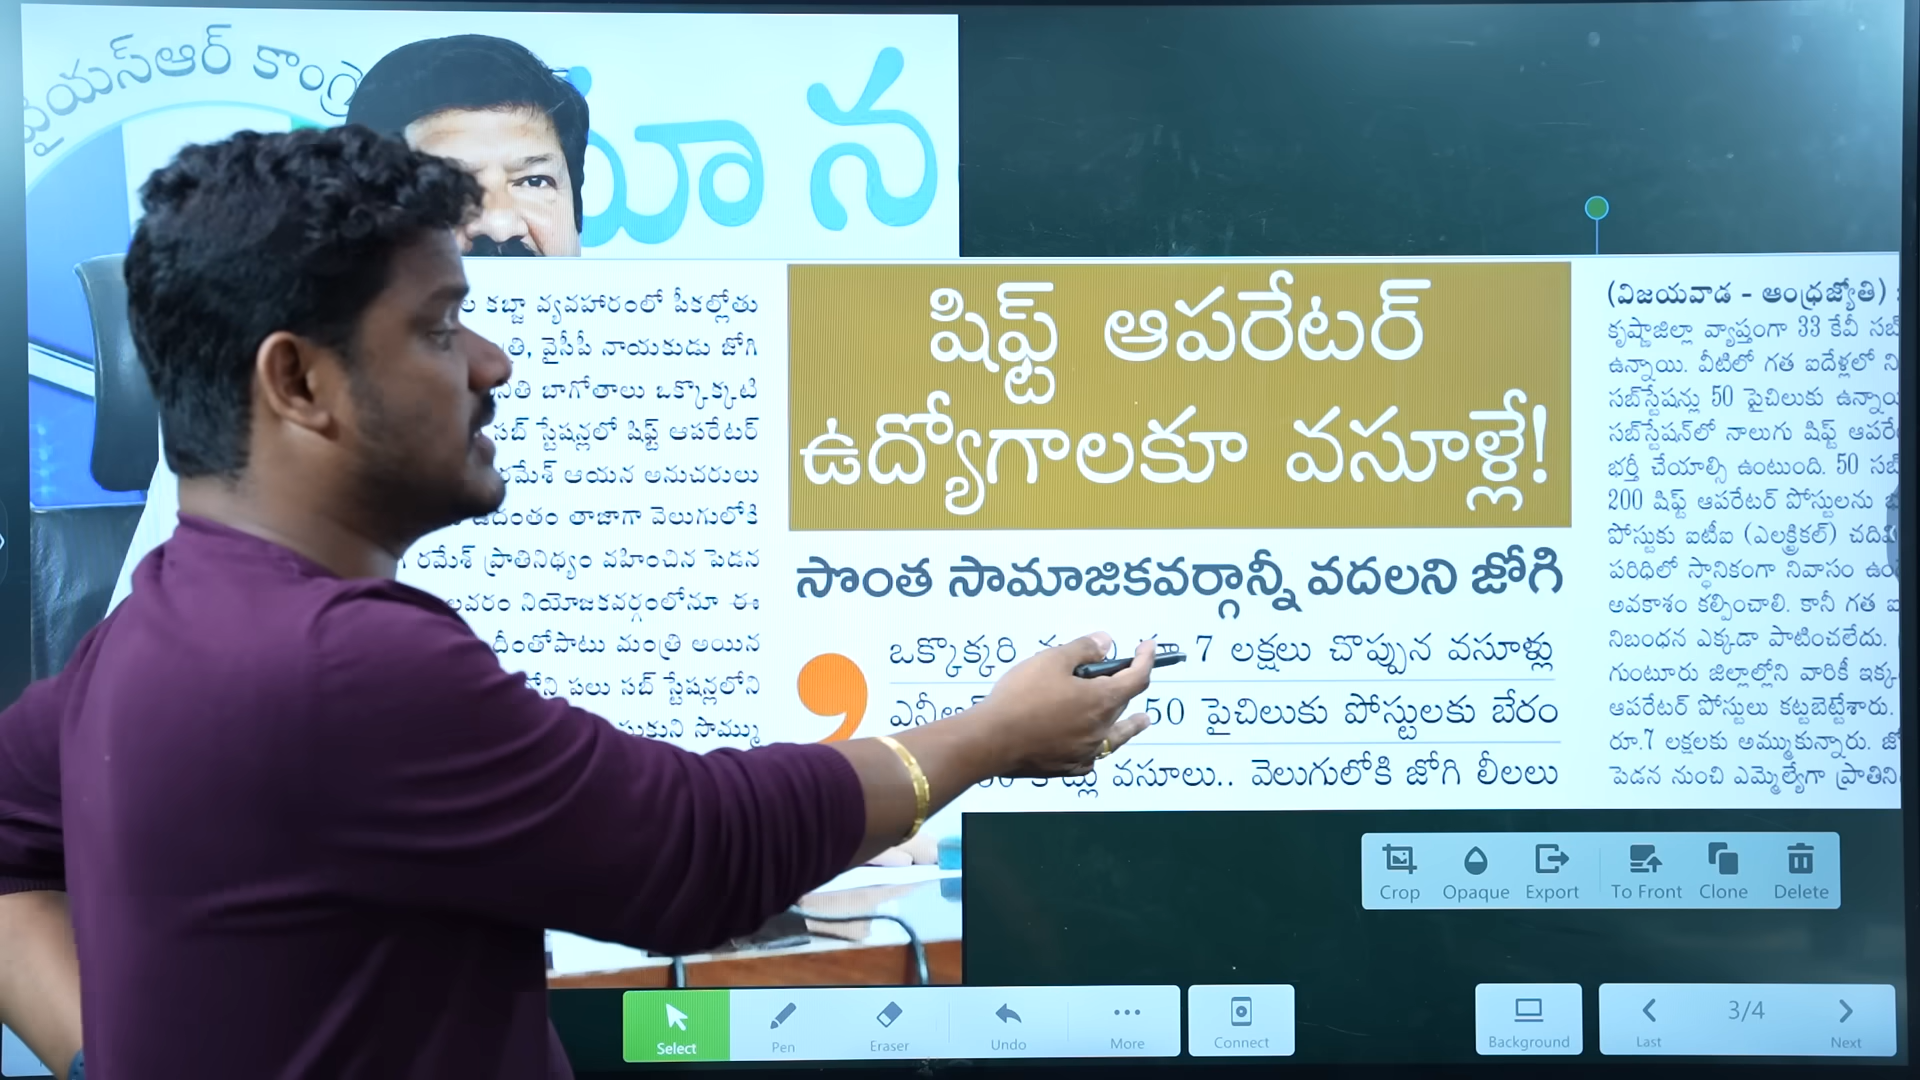 వైయస్ఆర్ కాంగ్రె
న
కబ్జా వ్యవహారంలో పీకల్లోతు
వైసీపీ నాయకుడు జోగి
బాగోతాలు ఒక్కొక్కటి
సబ్ స్టేషన్లలో షిఫ్ట్ ఆపరేటర్
ఆయన అనుచరులు
ఉదంతం తాజాగా వెలుగులోకి
రమేశ్ ప్రాతినిథ్యం వహించిన పెడన
నియోజకవర్గంలోనూ ఈ
దీంతోపాటు మంత్రి అయిన
పలు సబ్ స్టేషన్లలోని
సొమ్ము
షిఫ్ట్ ఆపరేటర్
ఉద్యోగాలకూ వసూళ్లే!
సొంత సామాజికవర్గాన్నీ వదలని జోగి
ఒక్కొక్కరి 7 లక్షలు చొప్పున వసూళ్లు
50 పైచిలుకు పోస్టులకు బేరం
వసూలు.. వెలుగులోకి జోగి లీలలు
(విజయవాడ - ఆంధ్రజ్యోతి) :
కృష్ణాజిల్లా వ్యాప్తంగా 33 కేవీ సబ్
ఉన్నాయి. వీటిలో గత ఐదేళ్లలో
సబ్‌స్టేషన్లు 50 పైచిలుకు
సబ్‌స్టేషన్‌లో నాలుగు షిఫ్ట్
భర్తీ చేయాల్సి ఉంటుంది. 50 సబ్
200 షిఫ్ట్ ఆపరేటర్ పోస్టులను
పోస్టుకు ఐటీఐ (ఎలక్ట్రికల్)
పరిధిలో స్థానికంగా నివాసం
అవకాశం కల్పించాలి. కానీ గత
నిబంధన ఎక్కడా పాటించలేదు.
గుంటూరు జిల్లాల్లోని వారికీ
ఆపరేటర్ పోస్టులు కట్టబెట్టేశారు.
రూ.7 లక్షలకు అమ్ముకున్నారు.
పెడన నుంచి ఎమ్మెల్యేగా
Crop Opaque Export To Front Clone Delete
Select Pen Eraser Undo More Connect Background Last 3/4 Next